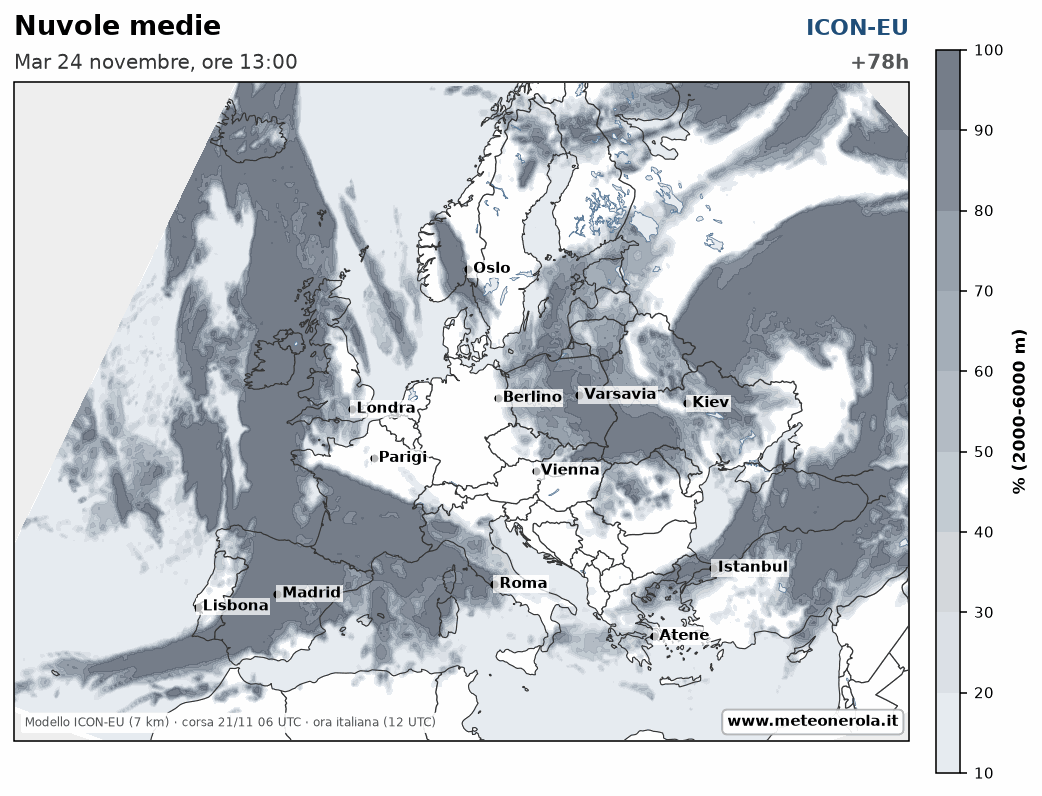 Nuvole medie
ICON-EU
Mar 24 novembre, ore 13:00
+78h
100
90
80
70
60
50
40
30
20
10
% (2000-6000 m)
Oslo
Berlino
Varsavia
Kiev
Londra
Parigi
Vienna
Istanbul
Roma
Madrid
Lisbona
Atene
Modello ICON-EU (7 km) · corsa 21/11 06 UTC · ora italiana (12 UTC)
www.meteonerola.it